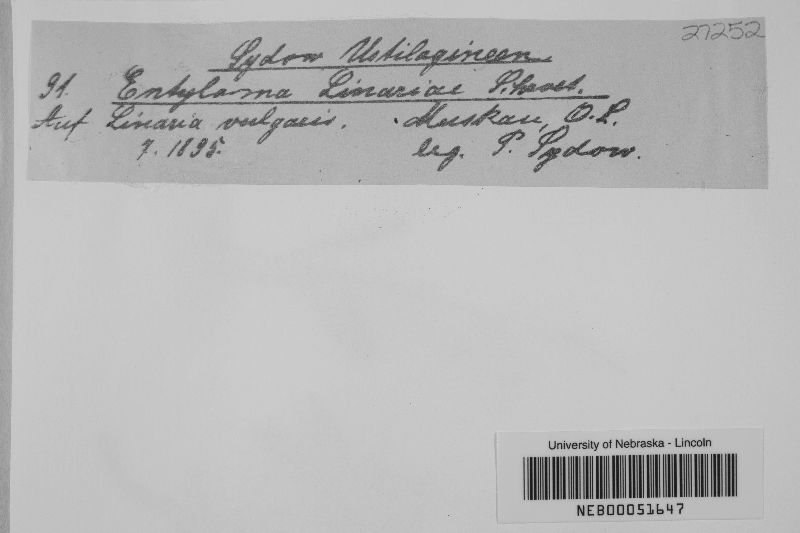 27252
Sydow Ustilagineen
91. Entyloma Linariae Schroet.
Auf Linaria vulgaris. Muskau, O.L.
7. 1895. leg. P. Sydow.
University of Nebraska - Lincoln
NEB00051647